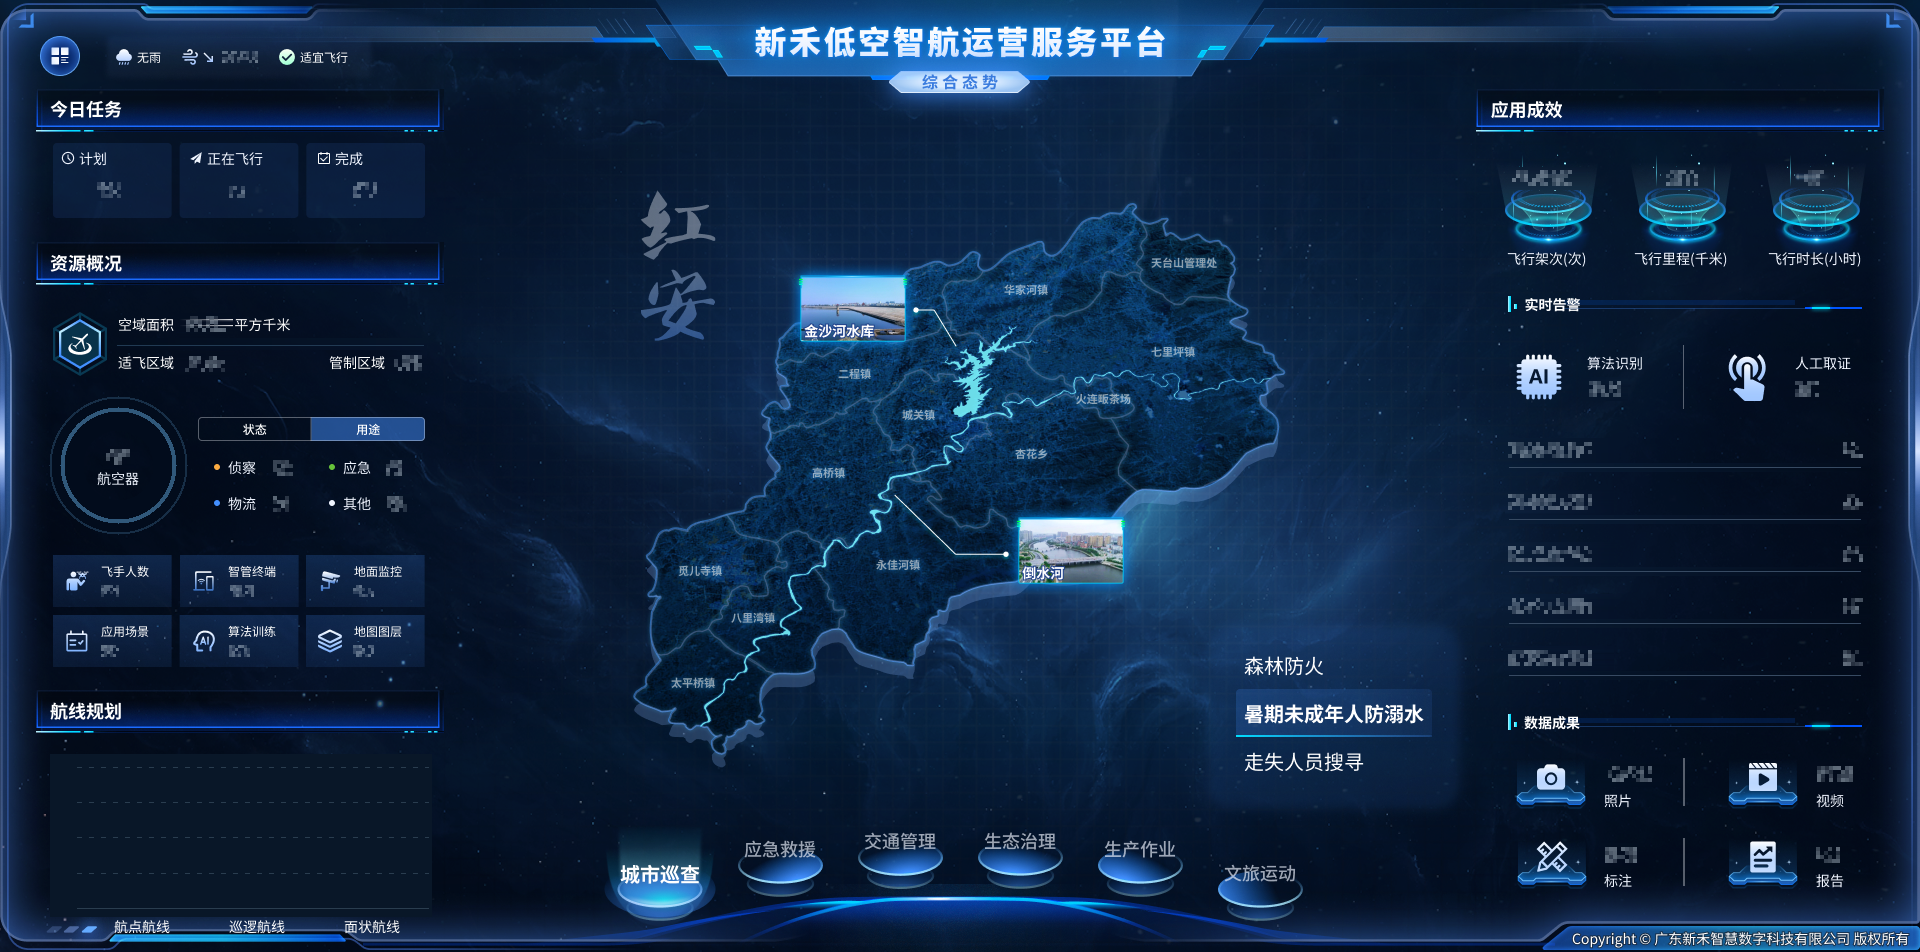 新禾低空智航运营服务平台
综合态势
无雨
适宜飞行
今日任务
计划
正在飞行
完成
资源概况
空域面积
平方千米
适飞区域
管制区域
航空器
状态
用途
侦察
应急
物流
其他
飞手人数
智管终端
地面监控
应用场景
AI
算法训练
地图图层
航线规划
航点航线
巡逻航线
面状航线
红安
天台山管理处
华家河镇
金沙河水库
七里坪镇
二程镇
火连畈茶场
城关镇
杏花乡
高桥镇
倒水河
永佳河镇
觅儿寺镇
八里湾镇
太平桥镇
森林防火
暑期未成年人防溺水
走失人员搜寻
城市巡查
应急救援
交通管理
生态治理
生产作业
文旅运动
应用成效
飞行架次(次)
飞行里程(千米)
飞行时长(小时)
实时告警
AI
算法识别
人工取证
数据成果
照片
视频
标注
报告
Copyright © 广东新禾智慧数字科技有限公司 版权所有